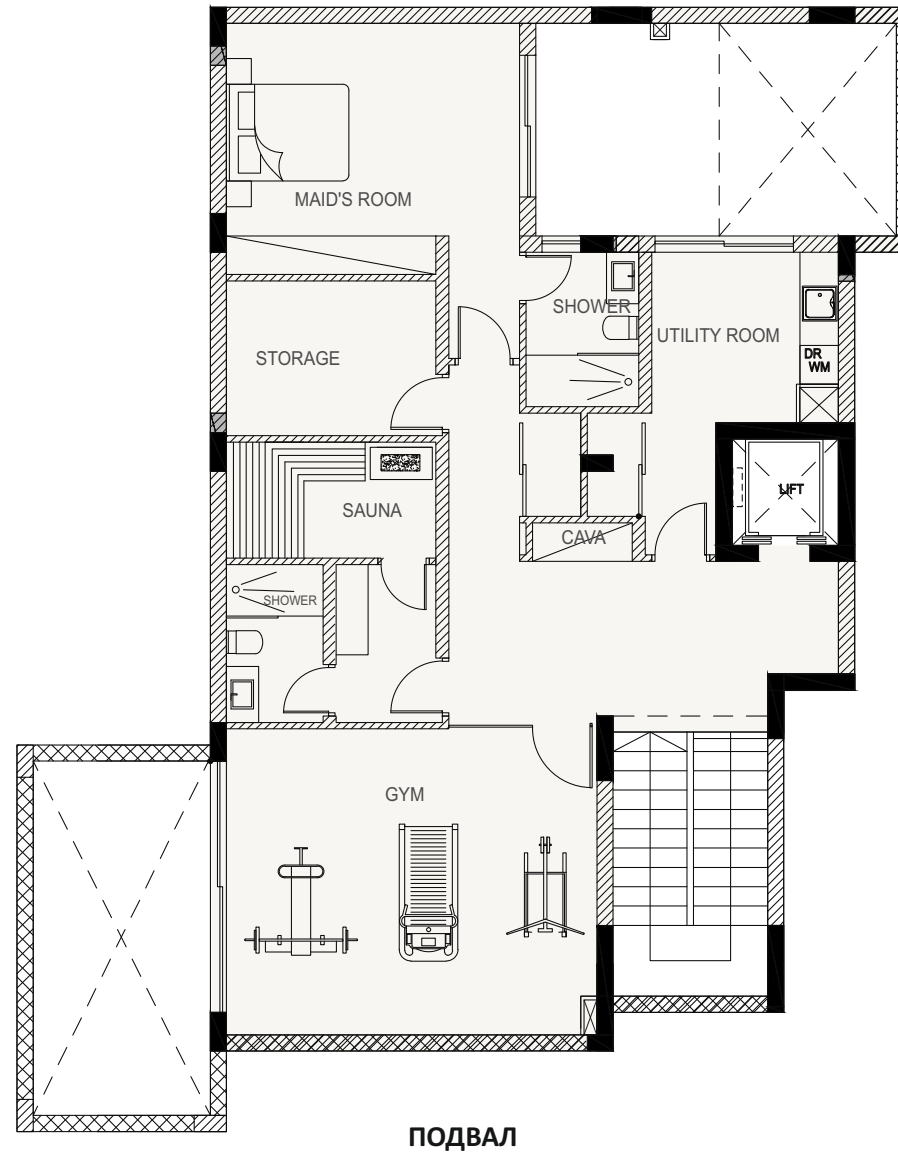 MAID'S ROOM
SHOWER
UTILITY ROOM
STORAGE
DR
WM
LIFT
SAUNA
CAVA
SHOWER
GYM
ПОДВАЛ